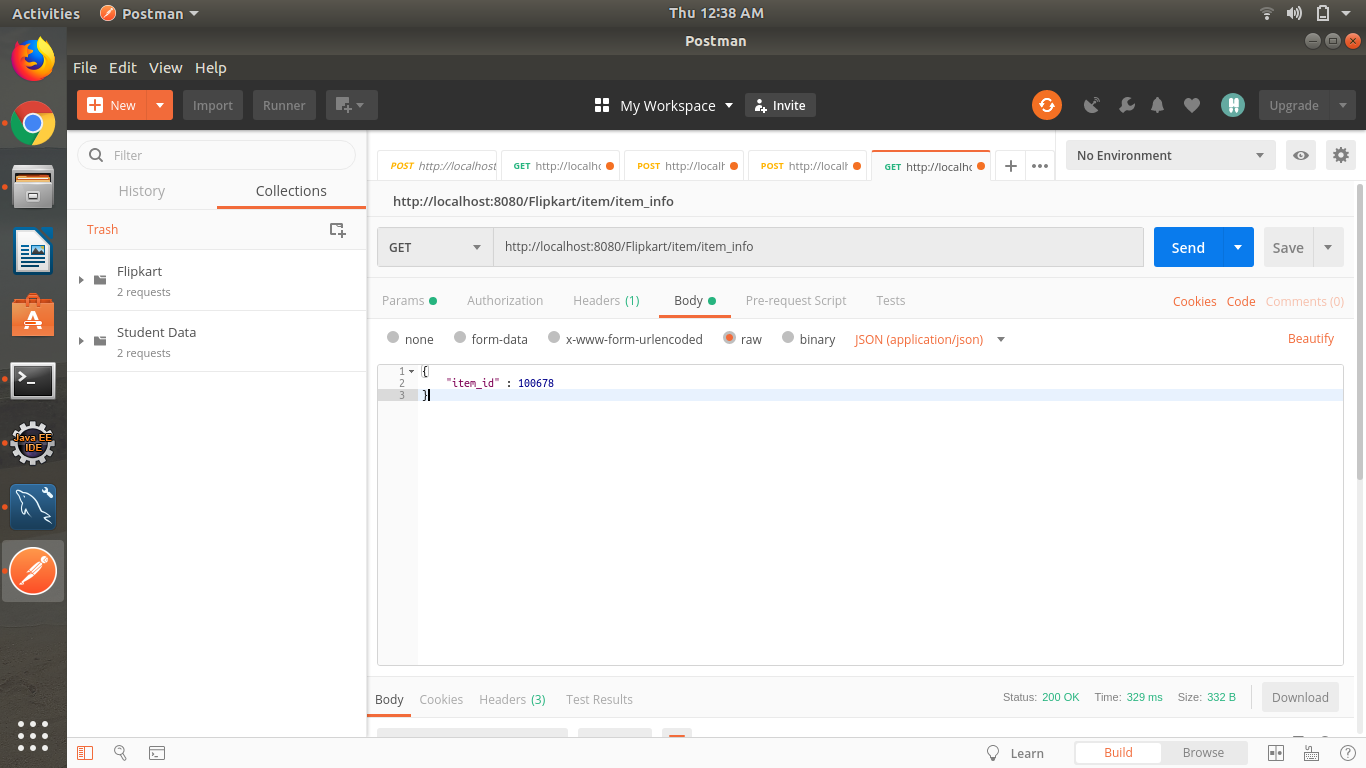 Activities Postman Thu 12:38 AM
Postman
File Edit View Help
New Import Runner My Workspace Invite Upgrade
Filter
History Collections
Trash
Flipkart
2 requests
Student Data
2 requests
POST http://localhost GET http://localho POST http://localh POST http://localh GET http://localho
No Environment
http://localhost:8080/Flipkart/item/item_info
GET http://localhost:8080/Flipkart/item/item_info Send Save
Params Authorization Headers (1) Body Pre-request Script Tests Cookies Code Comments (0)
none form-data x-www-form-urlencoded raw binary JSON (application/json) Beautify
1 {
2 "item_id" : 100678
3 }
Body Cookies Headers (3) Test Results Status: 200 OK Time: 329 ms Size: 332 B Download
Learn Build Browse
Java EE
IDE